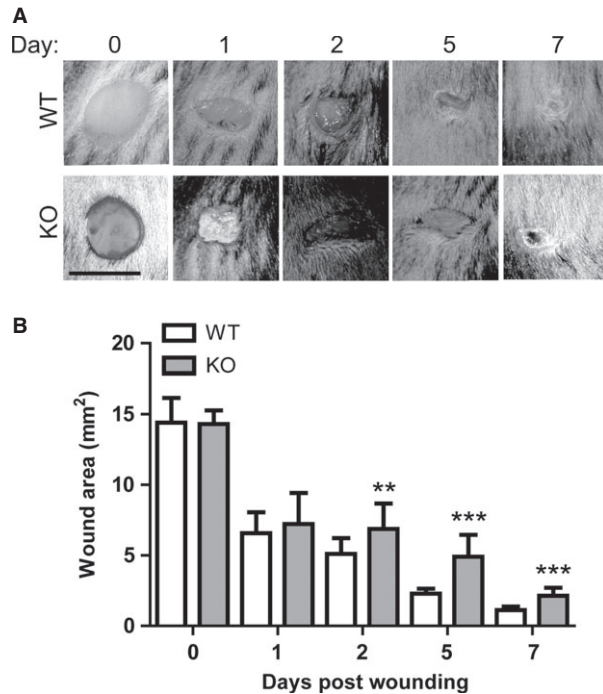 A
Day: 0 1 2 5 7
WT
KO
B
WT
KO
20
15
10
5
0
Wound area (mm²)
**
***
***
0 1 2 5 7
Days post wounding